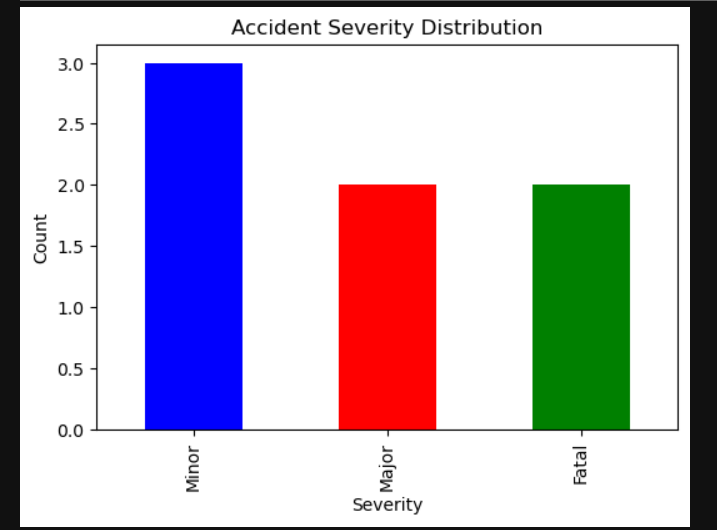 Accident Severity Distribution
3.0
2.5
2.0
1.5
1.0
0.5
0.0
Count
Minor
Major
Fatal
Severity